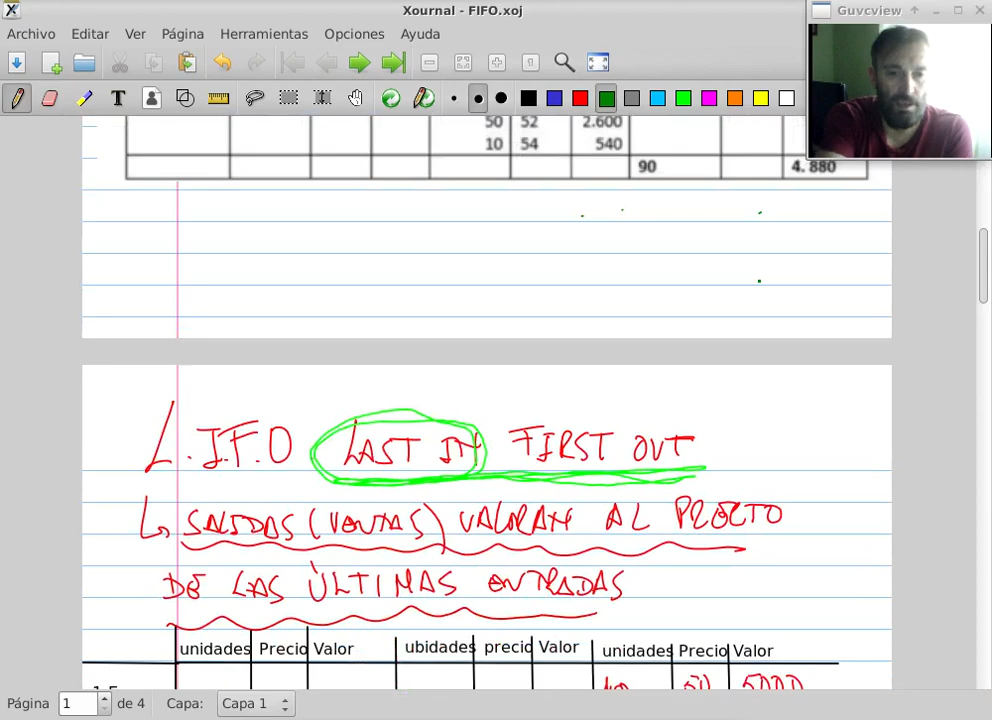 Xournal - FIFO.xoj
Guvcview
Archivo Editar Ver Página Herramientas Opciones Ayuda
50 52 2.600
10 54 540
90 4.880
L.I.F.O LAST IN FIRST OUT
SALIDAS (VENTAS) VALORAN AL PRECIO
DE LAS ÚLTIMAS ENTRADAS
unidades Precio Valor ubidades precio Valor unidades Precio Valor
Página 1 de 4 Capa: Capa 1